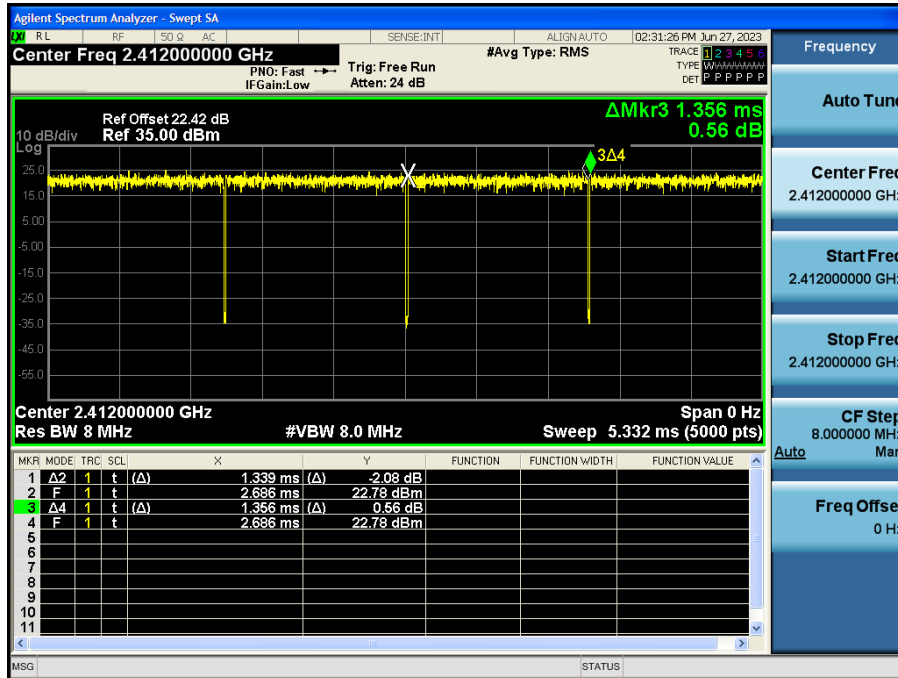 Agilent Spectrum Analyzer - Swept SA
LXI RL RF 50 Ω AC SENSE:INT ALIGN AUTO 02:31:26 PM Jun 27, 2023
Center Freq 2.412000000 GHz #Avg Type: RMS TRACE 1 2 3 4 5 6
PNO: Fast Trig: Free Run TYPE WWWWWW
IFGain:Low Atten: 24 dB DET P P P P P P
Frequency
Auto Tune
Ref Offset 22.42 dB ΔMkr3 1.356 ms
10 dB/div Ref 35.00 dBm 0.56 dB
Log
3Δ4
25.0
X
15.0
5.00
-5.00
-15.0
-25.0
-35.0
-45.0
-55.0
Center Freq
2.412000000 GHz
Start Freq
2.412000000 GHz
Stop Freq
2.412000000 GHz
Center 2.412000000 GHz Span 0 Hz
Res BW 8 MHz #VBW 8.0 MHz Sweep 5.332 ms (5000 pts)
CF Step
8.000000 MHz
Auto Man
MKR MODE TRC SCL X Y FUNCTION FUNCTION WIDTH FUNCTION VALUE
1 Δ2 1 t (Δ) 1.339 ms (Δ) -2.08 dB
2 F 1 t 2.686 ms 22.78 dBm
3 Δ4 1 t (Δ) 1.356 ms (Δ) 0.56 dB
4 F 1 t 2.686 ms 22.78 dBm
5
6
7
8
9
10
11
Freq Offset
0 Hz
MSG STATUS